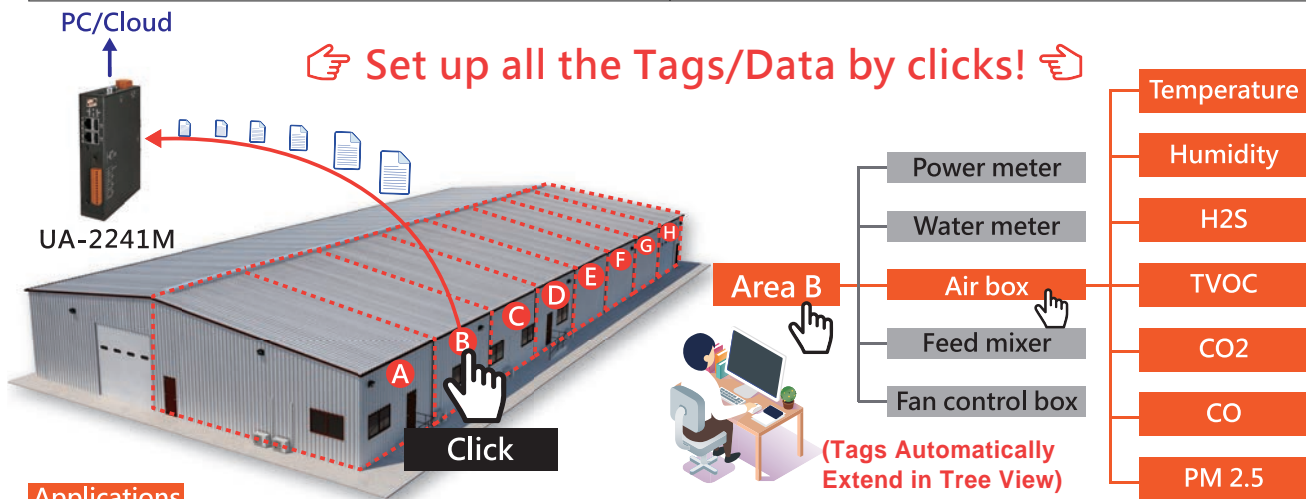 PC/Cloud
Set up all the Tags/Data by clicks!
UA-2241M
A
B
C
D
E
F
G
H
Click
Area B
Power meter
Water meter
Air box
Feed mixer
Fan control box
Temperature
Humidity
H2S
TVOC
CO2
CO
PM 2.5
(Tags Automatically
Extend in Tree View)
Applications